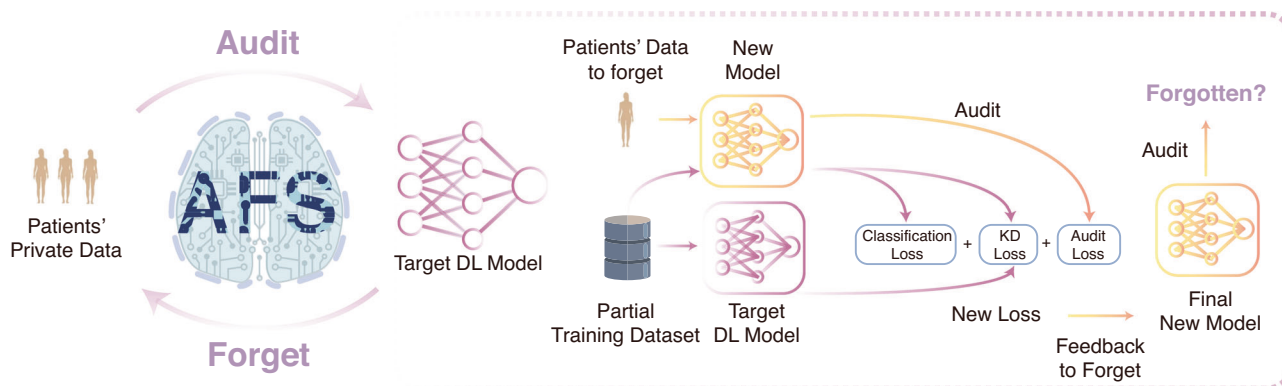 Audit
AFS
Patients'
Private Data
Forget
Target DL Model
Patients' Data
to forget
New
Model
Audit
Partial
Training Dataset
Target
DL Model
Classification
Loss
+
KD
Loss
+
Audit
Loss
New Loss
Feedback
to Forget
Forgotten?
Audit
Final
New Model